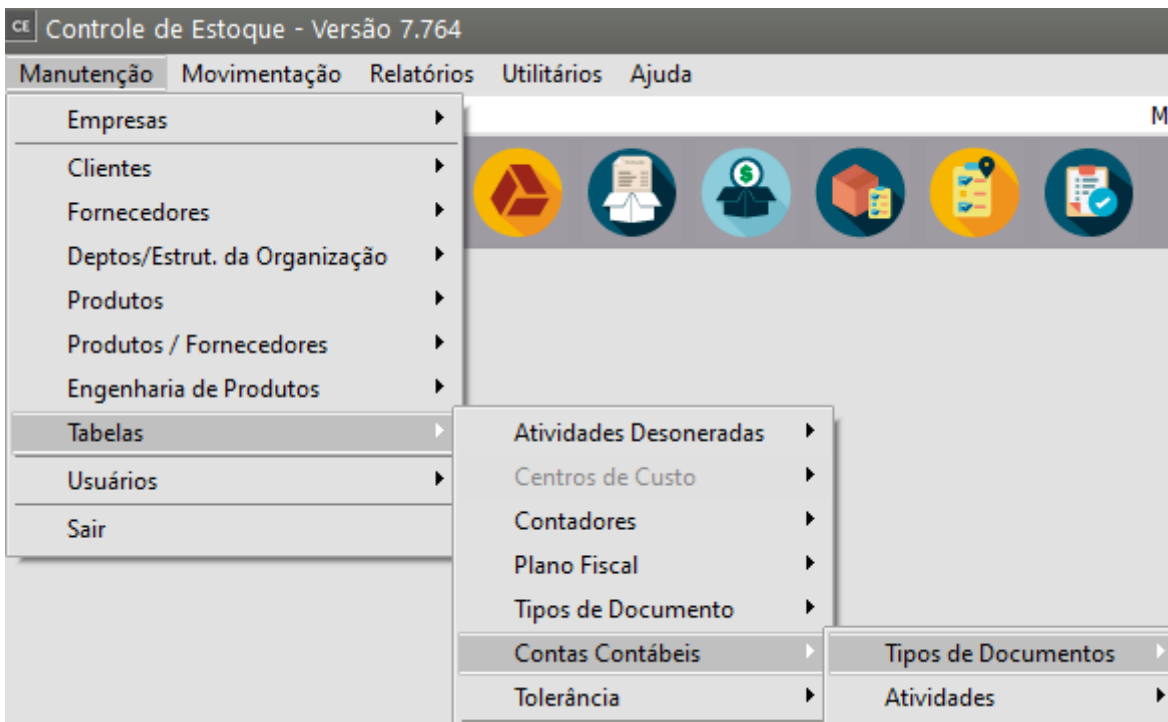 CE Controle de Estoque - Versão 7.764
Manutenção Movimentação Relatórios Utilitários Ajuda
Empresas
M
Clientes
Fornecedores
Deptos/Estrut. da Organização
Produtos
Produtos / Fornecedores
Engenharia de Produtos
Tabelas
Usuários
Sair
Atividades Desoneradas
Centros de Custo
Contadores
Plano Fiscal
Tipos de Documento
Contas Contábeis
Tolerância
Tipos de Documentos
Atividades